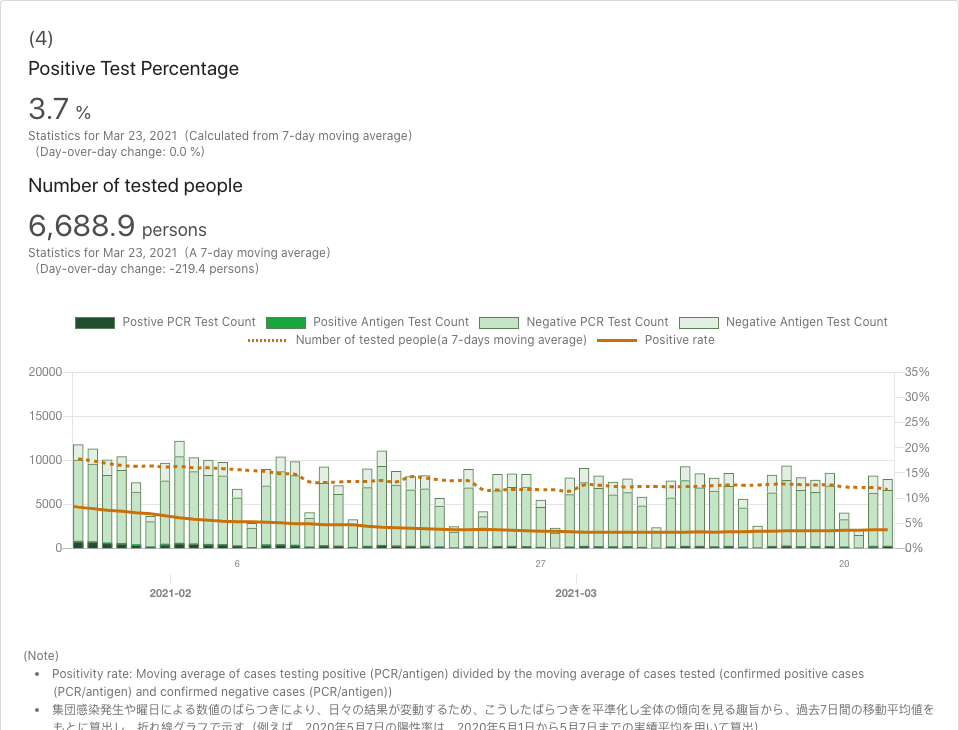 (4)
Positive Test Percentage
3.7 %
Statistics for Mar 23, 2021 (Calculated from 7-day moving average)
(Day-over-day change: 0.0 %)
Number of tested people
6,688.9 persons
Statistics for Mar 23, 2021 (A 7-day moving average)
(Day-over-day change: -219.4 persons)
Postive PCR Test Count Positive Antigen Test Count Negative PCR Test Count Negative Antigen Test Count
Number of tested people(a 7-days moving average) Positive rate
20000 35%
30%
15000 25%
20%
10000 15%
10%
5000 5%
0 0%
6 27 20
2021-02 2021-03
(Note)
• Positivity rate: Moving average of cases testing positive (PCR/antigen) divided by the moving average of cases tested (confirmed positive cases
(PCR/antigen) and confirmed negative cases (PCR/antigen))
• 集団感染発生や曜日による数値のばらつきにより、日々の結果が変動するため、こうしたばらつきを平準化し全体の傾向を見る趣旨から、過去7日間の移動平均値を
もとに算出し、折れ線グラフで示す（例えば、2020年5月7日の陽性率は、2020年5月1日から5月7日までの実績平均を用いて算出）